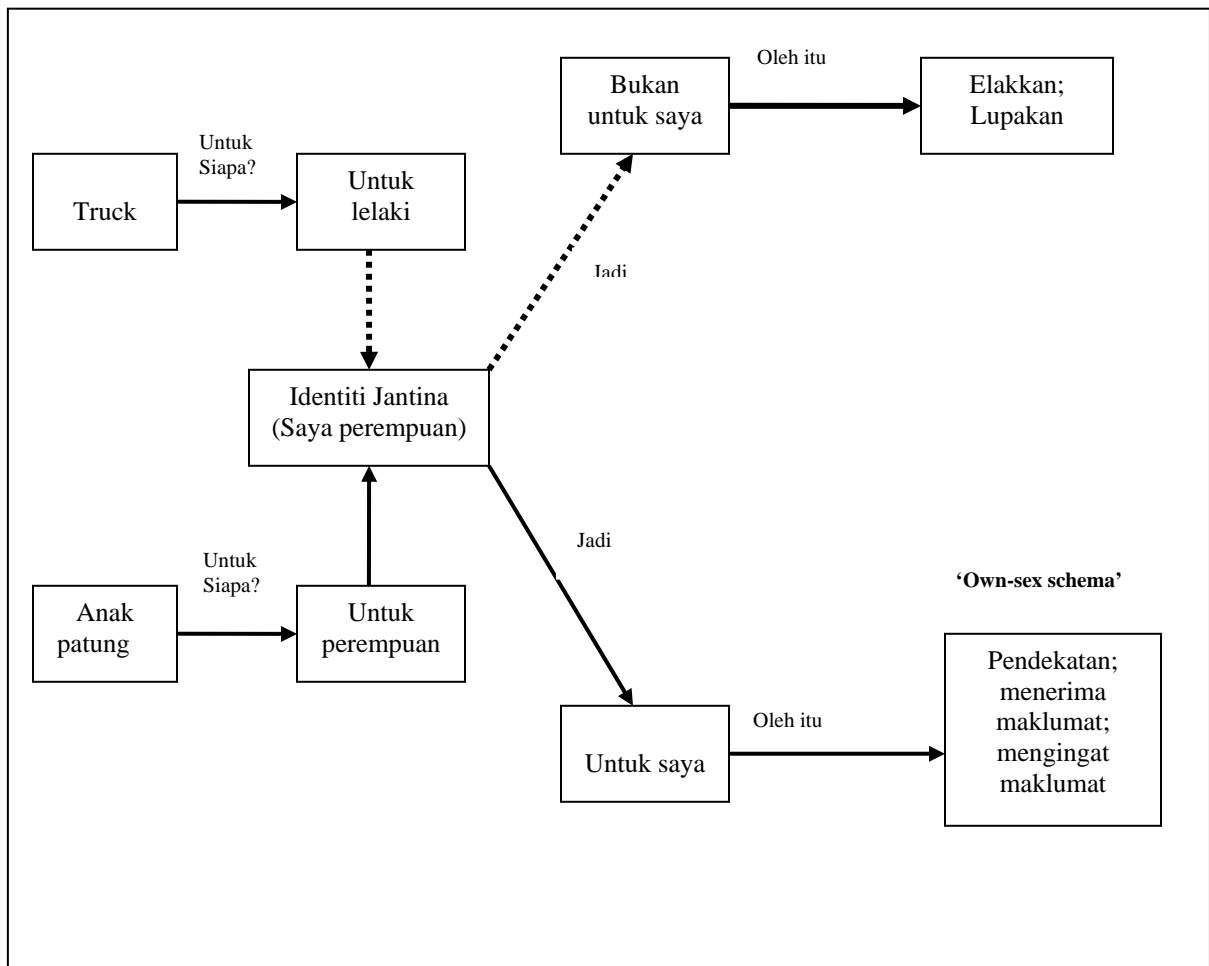 Oleh itu
Bukan
untuk saya
Elakkan;
Lupakan
Untuk
Siapa?
Truck
Untuk
lelaki
Jadi
Identiti Jantina
(Saya perempuan)
Jadi
Untuk
Siapa?
‘Own-sex schema’
Anak
patung
Untuk
perempuan
Pendekatan;
menerima
maklumat;
mengingat
maklumat
Oleh itu
Untuk saya